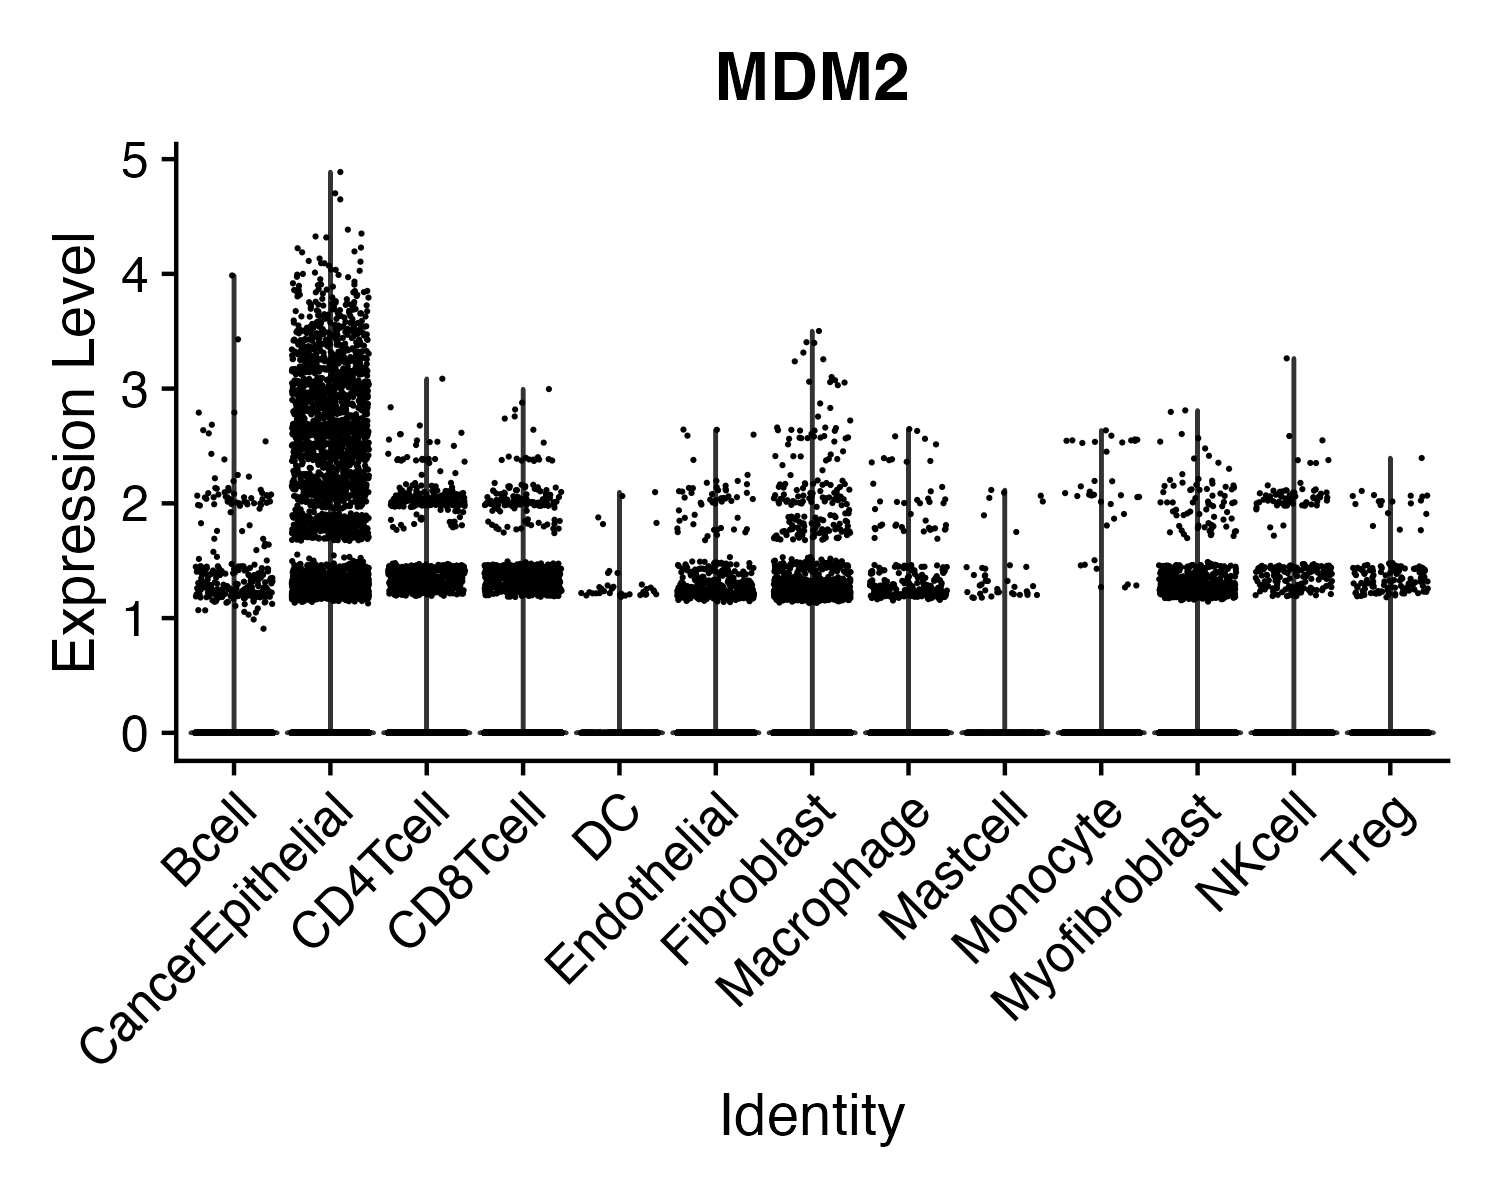 MDM2
Expression Level
5
4
3
2
1
0
Bcell
CancerEpithelial
CD4Tcell
CD8Tcell
DC
Endothelial
Fibroblast
Macrophage
Mastcell
Monocyte
Myofibroblast
NKcell
Treg
Identity